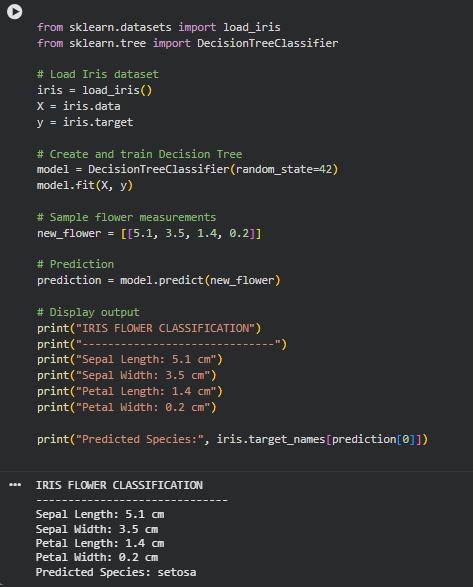 from sklearn.datasets import load_iris
from sklearn.tree import DecisionTreeClassifier
# Load Iris dataset
iris = load_iris()
X = iris.data
y = iris.target
# Create and train Decision Tree
model = DecisionTreeClassifier(random_state=42)
model.fit(X, y)
# Sample flower measurements
new_flower = [[5.1, 3.5, 1.4, 0.2]]
# Prediction
prediction = model.predict(new_flower)
# Display output
print("IRIS FLOWER CLASSIFICATION")
print("------------------------------")
print("Sepal Length: 5.1 cm")
print("Sepal Width: 3.5 cm")
print("Petal Length: 1.4 cm")
print("Petal Width: 0.2 cm")
print("Predicted Species:", iris.target_names[prediction[0]])
IRIS FLOWER CLASSIFICATION
------------------------------
Sepal Length: 5.1 cm
Sepal Width: 3.5 cm
Petal Length: 1.4 cm
Petal Width: 0.2 cm
Predicted Species: setosa